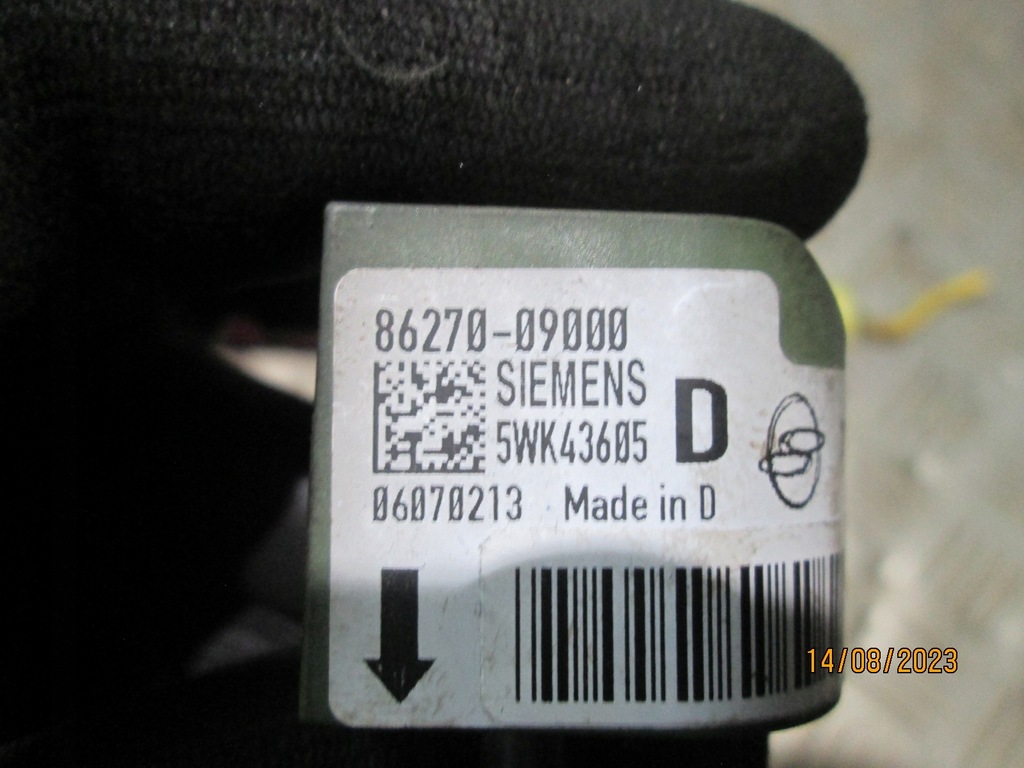 86270-09000
SIEMENS
5WK43605
D
06070213 Made in D
14/08/2023